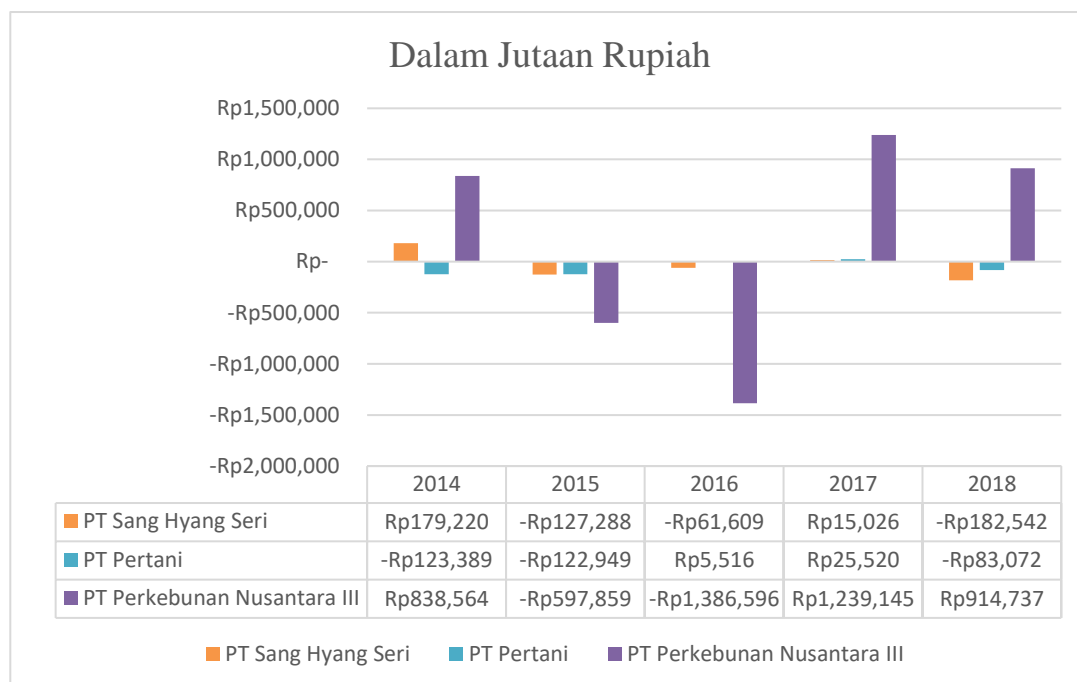 Dalam Jutaan Rupiah
Rp1,500,000
Rp1,000,000
Rp500,000
Rp-
-Rp500,000
-Rp1,000,000
-Rp1,500,000
-Rp2,000,000
2014 2015 2016 2017 2018
PT Sang Hyang Seri Rp179,220 -Rp127,288 -Rp61,609 Rp15,026 -Rp182,542
PT Pertani -Rp123,389 -Rp122,949 Rp5,516 Rp25,520 -Rp83,072
PT Perkebunan Nusantara III Rp838,564 -Rp597,859 -Rp1,386,596 Rp1,239,145 Rp914,737
PT Sang Hyang Seri PT Pertani PT Perkebunan Nusantara III